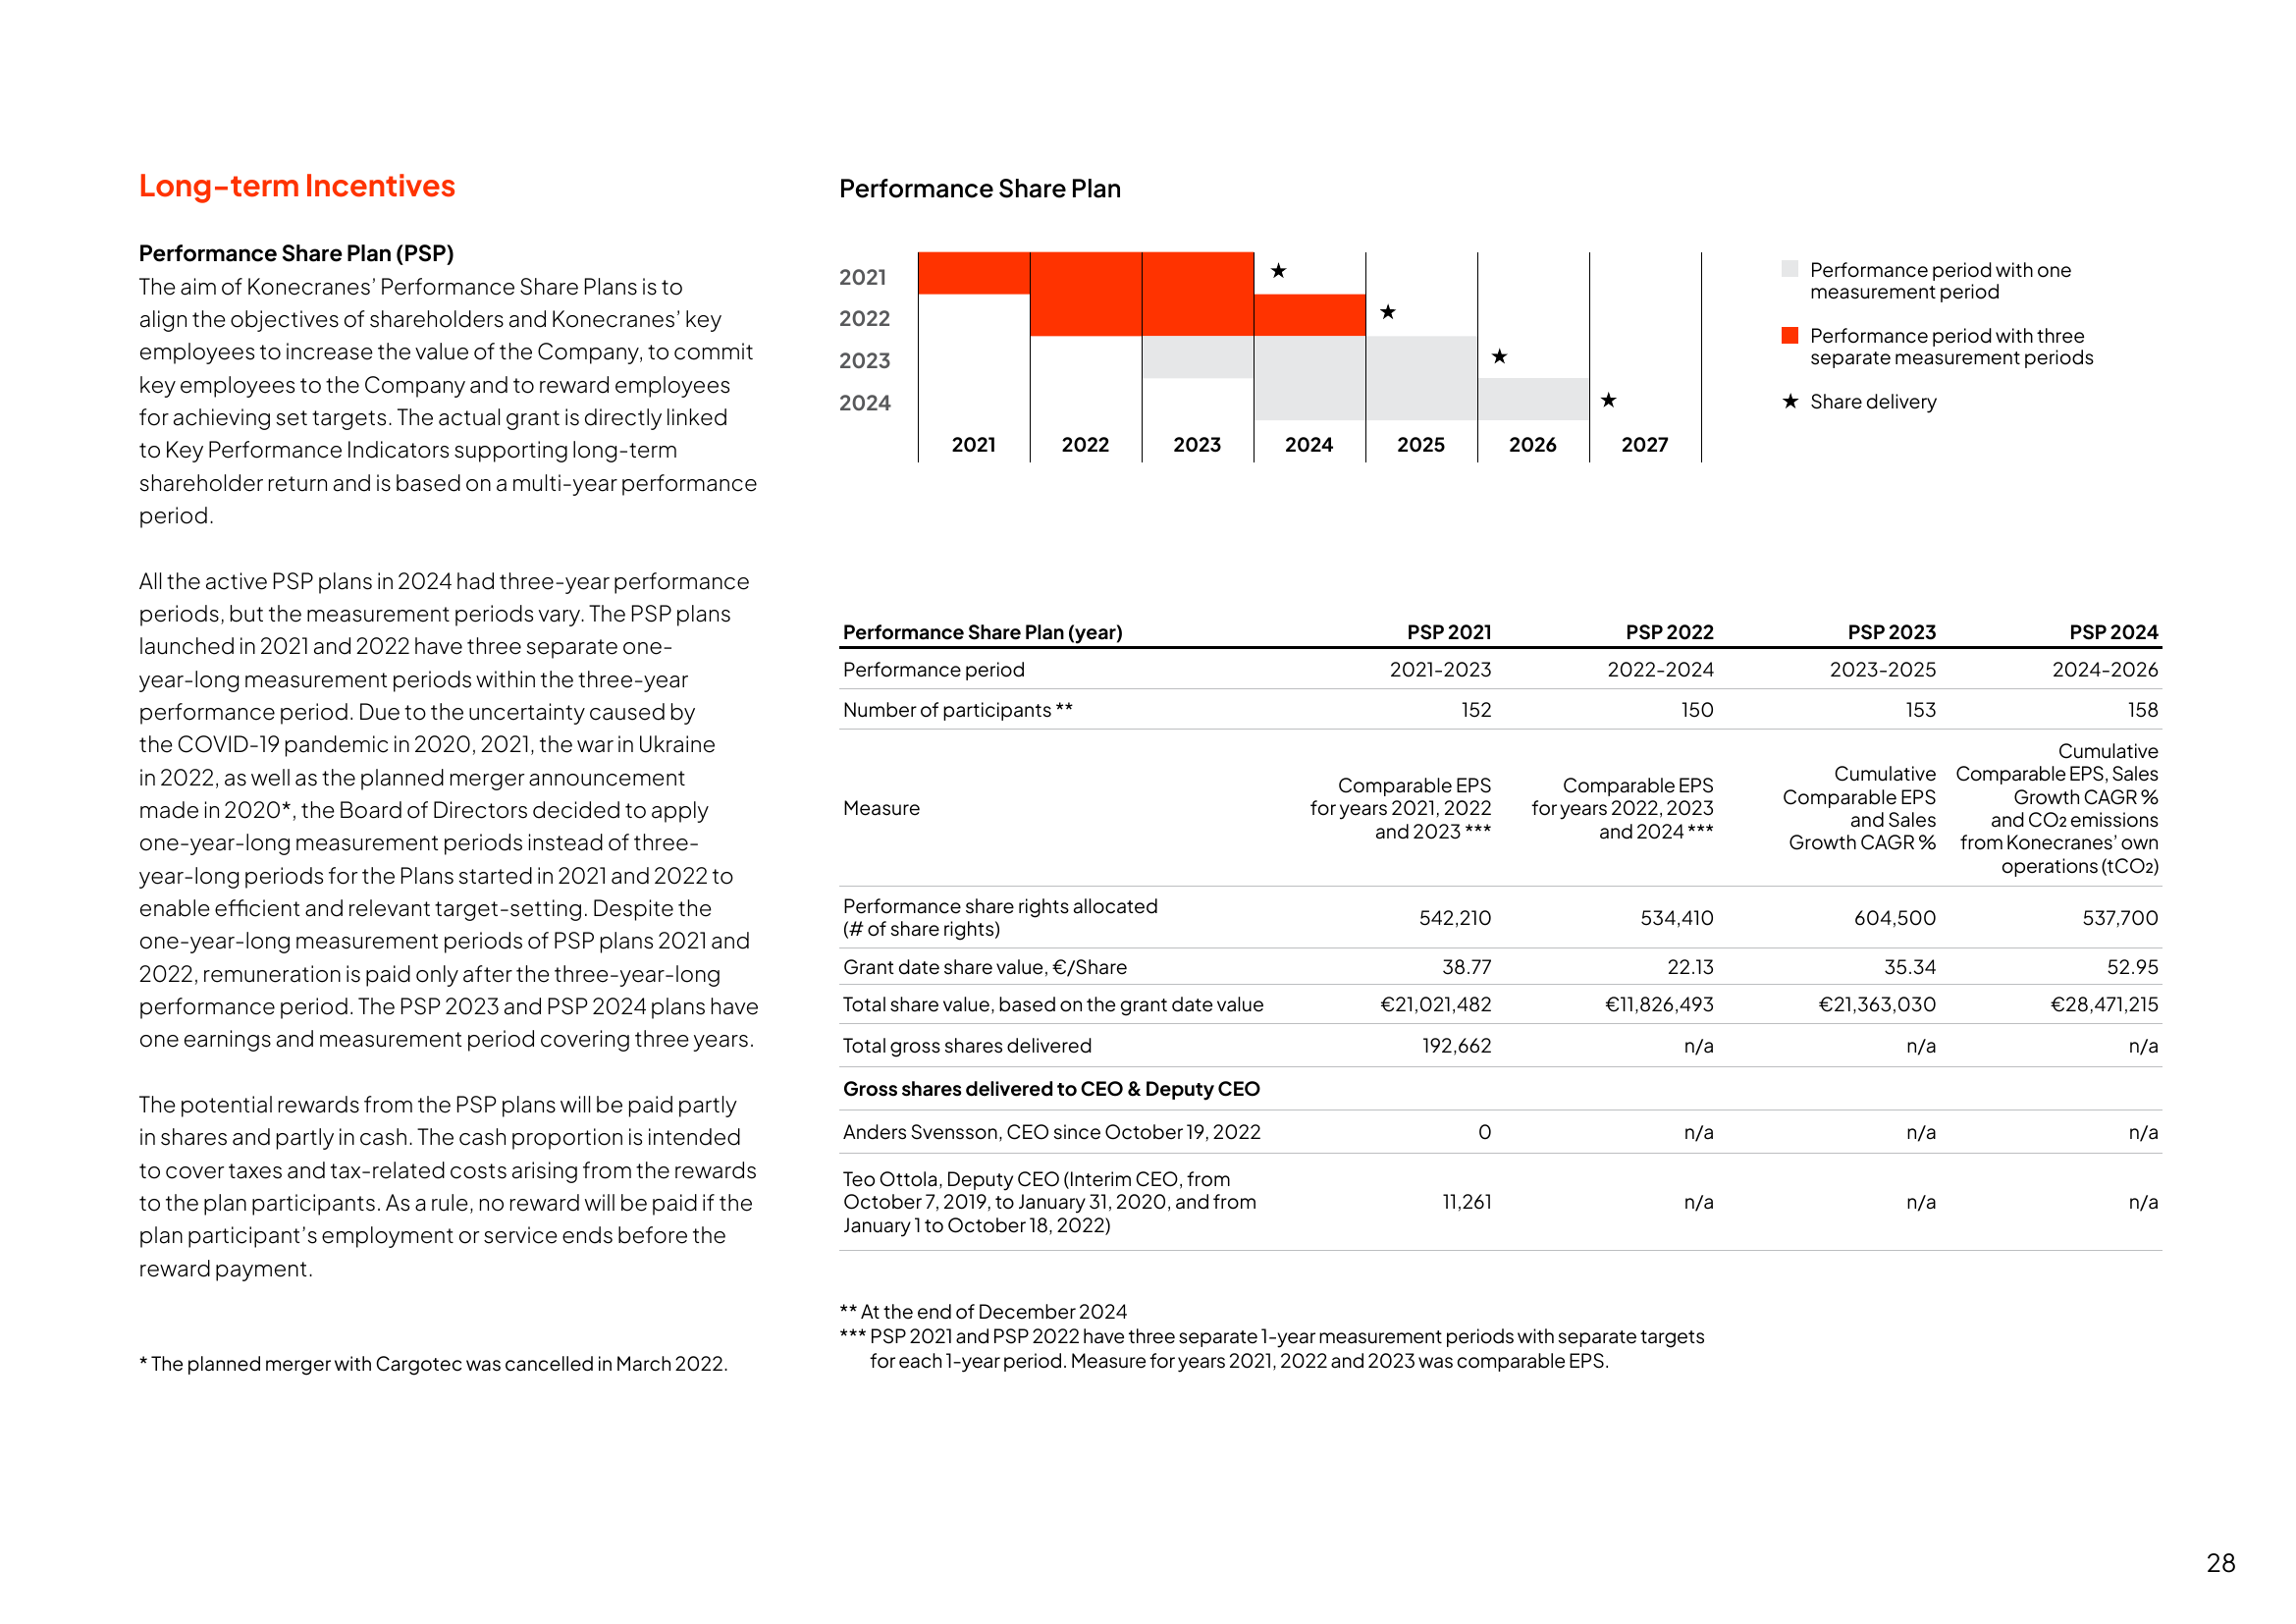 Long-term Incentives
Performance Share Plan (PSP)
The aim of Konecranes’ Performance Share Plans is to
align the objectives of shareholders and Konecranes’ key
employees to increase the value of the Company, to commit
key employees to the Company and to reward employees
for achieving set targets. The actual grant is directly linked
to Key Performance Indicators supporting long-term
shareholder return and is based on a multi-year performance
period.
All the active PSP plans in 2024 had three-year performance
periods, but the measurement periods vary. The PSP plans
launched in 2021 and 2022 have three separate one-
year-long measurement periods within the three-year
performance period. Due to the uncertainty caused by
the COVID-19 pandemic in 2020, 2021, the war in Ukraine
in 2022, as well as the planned merger announcement
made in 2020*, the Board of Directors decided to apply
one-year-long measurement periods instead of three-
year-long periods for the Plans started in 2021 and 2022 to
enable efficient and relevant target-setting. Despite the
one-year-long measurement periods of PSP plans 2021 and
2022, remuneration is paid only after the three-year-long
performance period. The PSP 2023 and PSP 2024 plans have
one earnings and measurement period covering three years.
The potential rewards from the PSP plans will be paid partly
in shares and partly in cash. The cash proportion is intended
to cover taxes and tax-related costs arising from the rewards
to the plan participants. As a rule, no reward will be paid if the
plan participant’s employment or service ends before the
reward payment.
* The planned merger with Cargotec was cancelled in March 2022.
Performance Share Plan
2021
2022
2023
2024
2021 2022 2023 2024 2025 2026 2027
Performance period with one
measurement period
Performance period with three
separate measurement periods
★ Share delivery
Performance Share Plan (year) PSP 2021 PSP 2022 PSP 2023 PSP 2024
Performance period 2021-2023 2022-2024 2023-2025 2024-2026
Number of participants ** 152 150 153 158
Measure
Comparable EPS
for years 2021, 2022
and 2023 ***
Comparable EPS
for years 2022, 2023
and 2024 ***
Cumulative
Comparable EPS
and Sales
Growth CAGR %
Cumulative
Comparable EPS, Sales
Growth CAGR %
and CO₂ emissions
from Konecranes’ own
operations (tCO₂)
Performance share rights allocated
(# of share rights) 542,210 534,410 604,500 537,700
Grant date share value, €/Share 38.77 22.13 35.34 52.95
Total share value, based on the grant date value €21,021,482 €11,826,493 €21,363,030 €28,471,215
Total gross shares delivered 192,662 n/a n/a n/a
Gross shares delivered to CEO & Deputy CEO
Anders Svensson, CEO since October 19, 2022 0 n/a n/a n/a
Teo Ottola, Deputy CEO (Interim CEO, from
October 7, 2019, to January 31, 2020, and from
January 1 to October 18, 2022) 11,261 n/a n/a n/a
** At the end of December 2024
*** PSP 2021 and PSP 2022 have three separate 1-year measurement periods with separate targets
for each 1-year period. Measure for years 2021, 2022 and 2023 was comparable EPS.
28